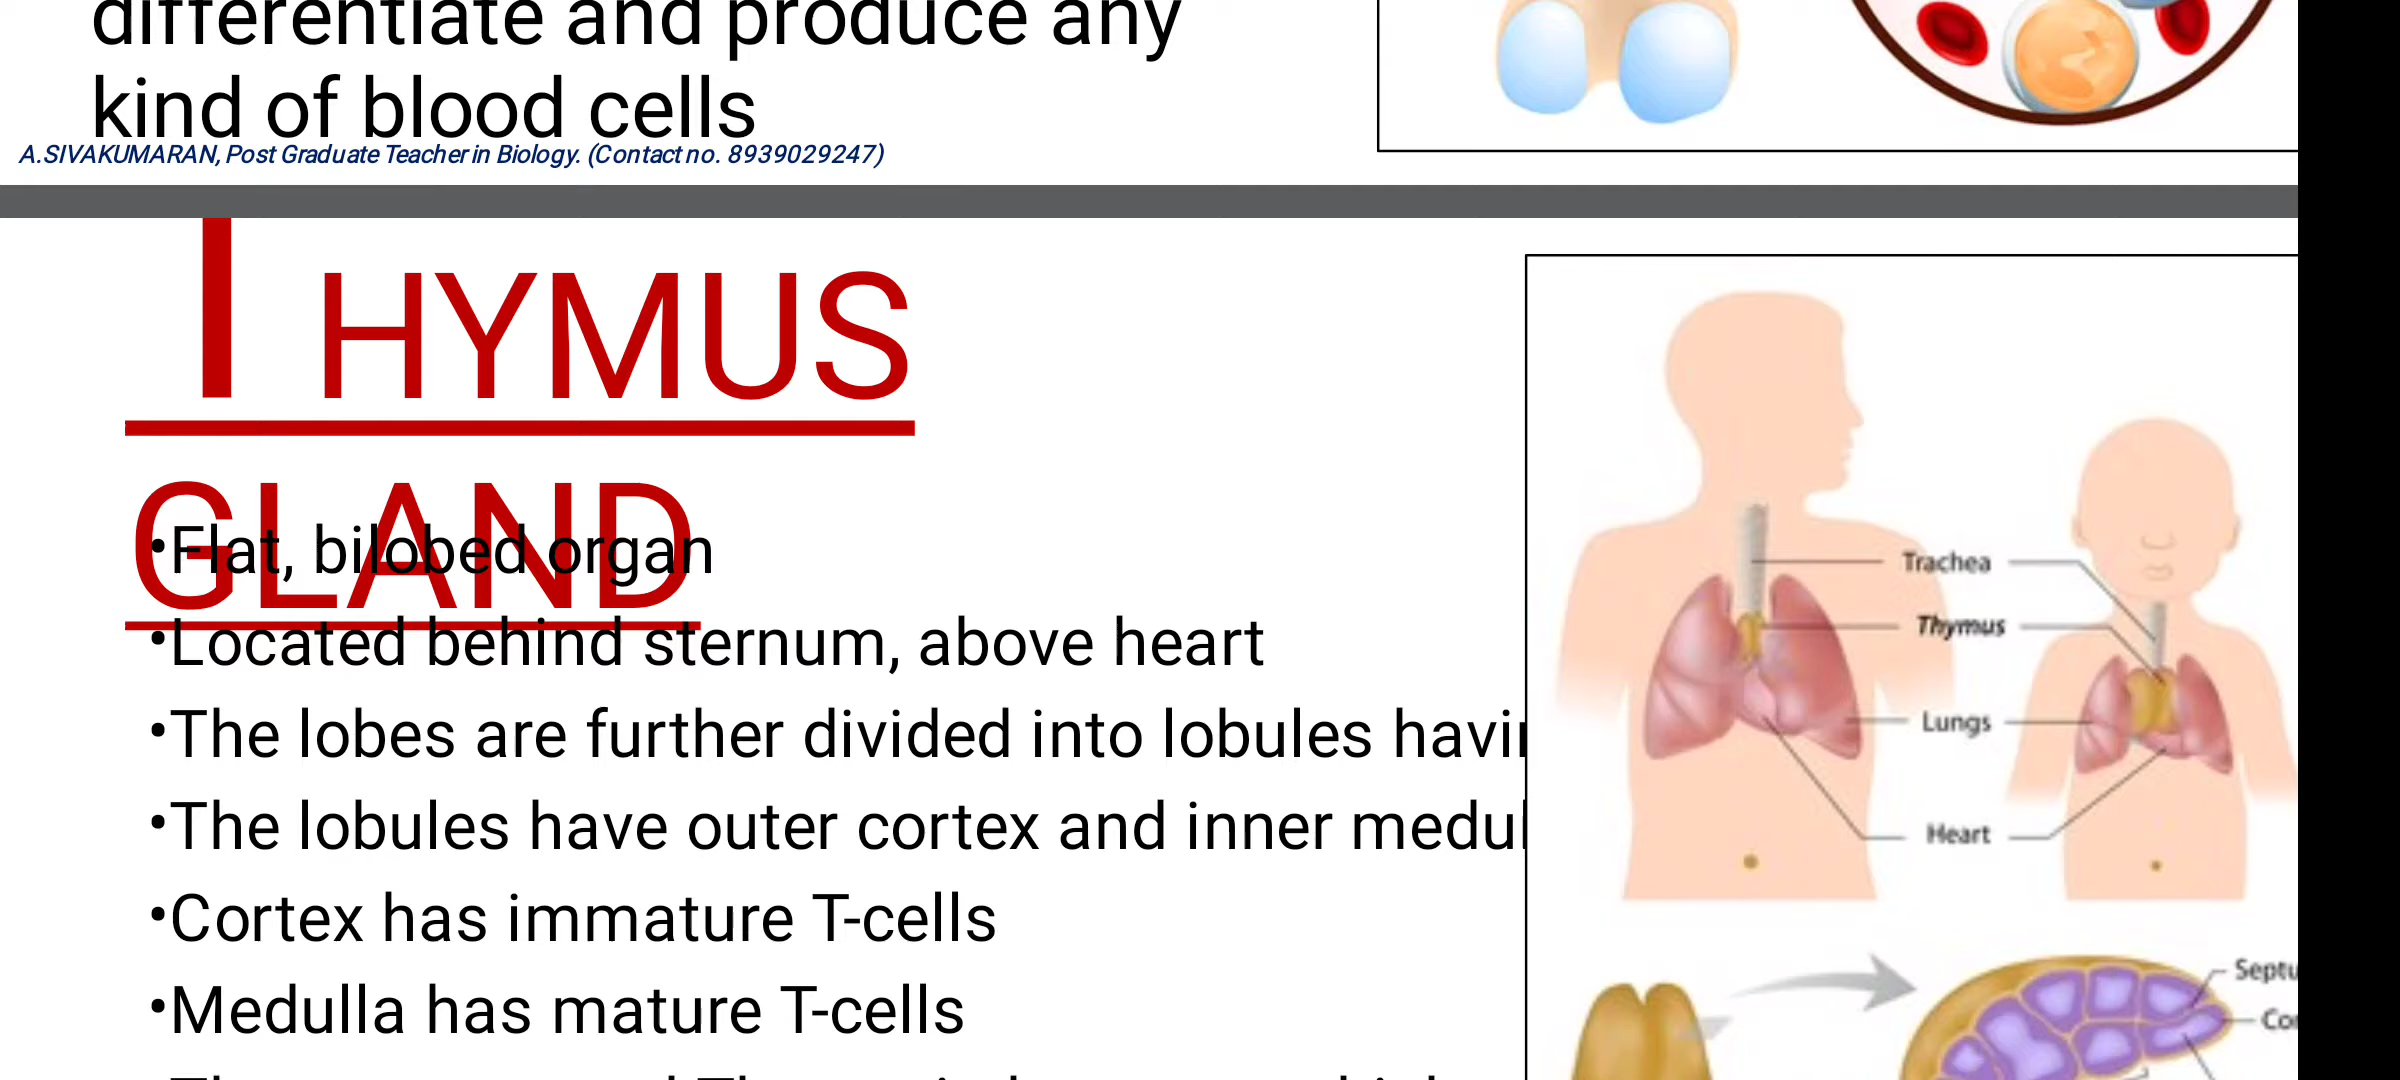 differentiate and produce any
kind of blood cells
A.SIVAKUMARAN, Post Graduate Teacher in Biology. (Contact no. 8939029247)
THYMUS
GLAND
•Flat, bilobed organ
•Located behind sternum, above heart
•The lobes are further divided into lobules
•The lobules have outer cortex and inner
•Cortex has immature T-cells
•Medulla has mature T-cells
Trachea
Thymus
Lungs
Heart